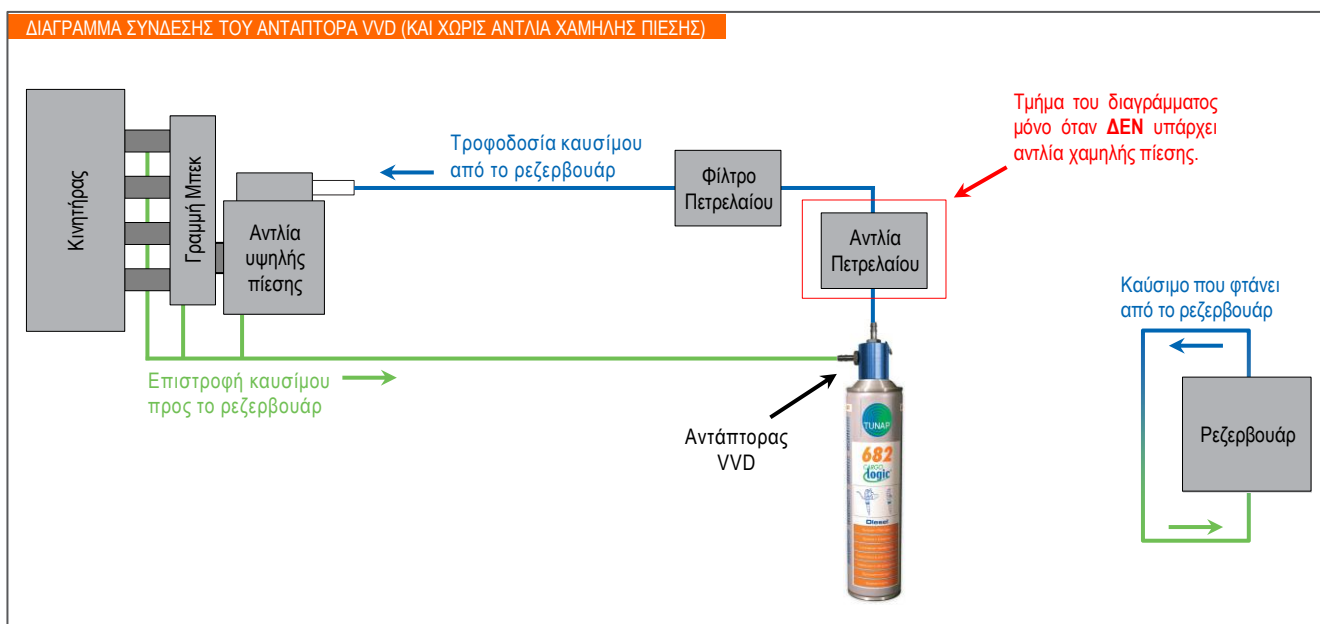 ΔΙΑΓΡΑΜΜΑ ΣΥΝΔΕΣΗΣ ΤΟΥ ΑΝΤΑΠΤΟΡΑ VVD (ΚΑΙ ΧΩΡΙΣ ΑΝΤΛΙΑ ΧΑΜΗΛΗΣ ΠΙΕΣΗΣ)
Κινητήρας
Γραμμή Μπεκ
Αντλία
υψηλής
πίεσης
Τροφοδοσία καυσίμου
από το ρεζερβουάρ
Φίλτρο
Πετρελαίου
Τμήμα του διαγράμματος
μόνο όταν ΔΕΝ υπάρχει
αντλία χαμηλής πίεσης.
Αντλία
Πετρελαίου
Καύσιμο που φτάνει
από το ρεζερβουάρ
Ρεζερβουάρ
Επιστροφή καυσίμου
προς το ρεζερβουάρ
Αντάπτορας
VVD
TUNAP
682
CARGO
logic
Diesel